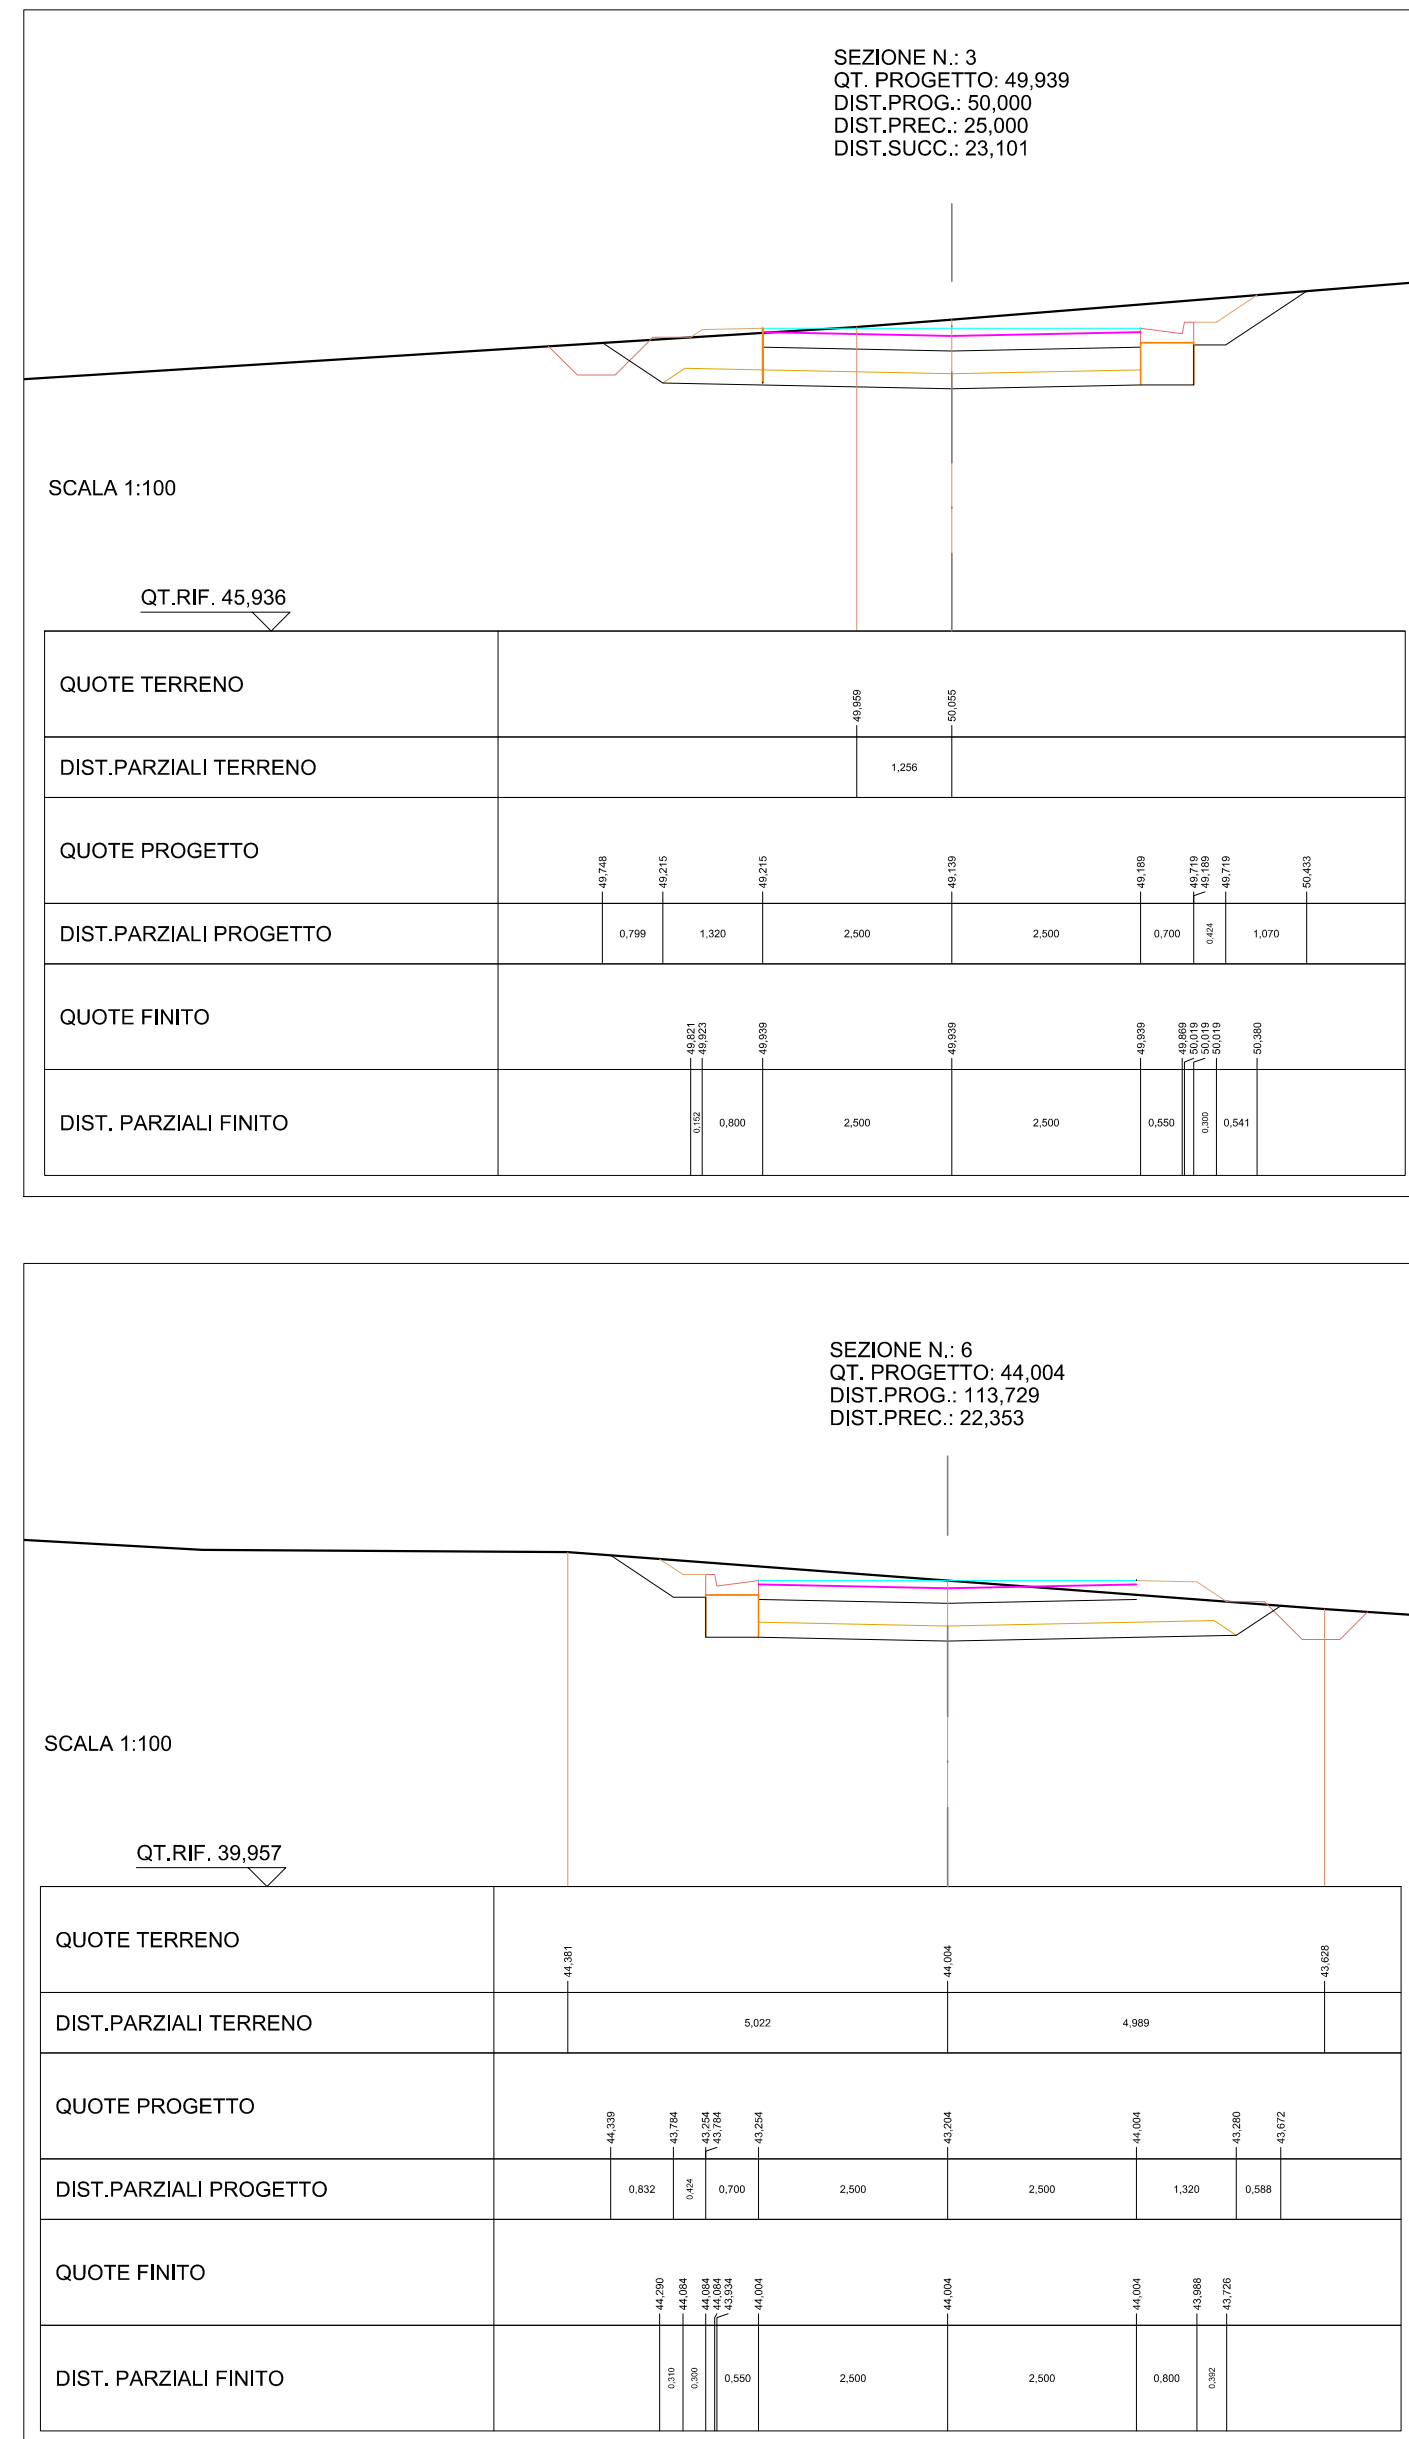 SEZIONE N.: 3
QT. PROGETTO: 49,939
DIST.PROG.: 50,000
DIST.PREC.: 25,000
DIST.SUCC.: 23,101
SCALA 1:100
QT.RIF. 45,936
QUOTE TERRENO
49,959 50,055
DIST.PARZIALI TERRENO
1,256
QUOTE PROGETTO
49,748 49,215 49,215 49,139 49,189 49,719 49,189 49,719 50,433
DIST.PARZIALI PROGETTO
0,799 1,320 2,500 2,500 0,700 0,424 1,070
QUOTE FINITO
49,821 49,923 49,939 49,939 49,939 49,869 50,019 50,019 50,019 50,380
DIST. PARZIALI FINITO
0,152 0,800 2,500 2,500 0,550 0,300 0,541
SEZIONE N.: 6
QT. PROGETTO: 44,004
DIST.PROG.: 113,729
DIST.PREC.: 22,353
SCALA 1:100
QT.RIF. 39,957
QUOTE TERRENO
44,381 44,004 43,628
DIST.PARZIALI TERRENO
5,022 4,989
QUOTE PROGETTO
44,339 43,784 43,254 43,784 43,254 43,204 44,004 43,280 43,672
DIST.PARZIALI PROGETTO
0,832 0,424 0,700 2,500 2,500 1,320 0,588
QUOTE FINITO
44,290 44,084 44,084 44,084 43,934 44,004 44,004 44,004 43,988 43,726
DIST. PARZIALI FINITO
0,310 0,300 0,550 2,500 2,500 0,800 0,392